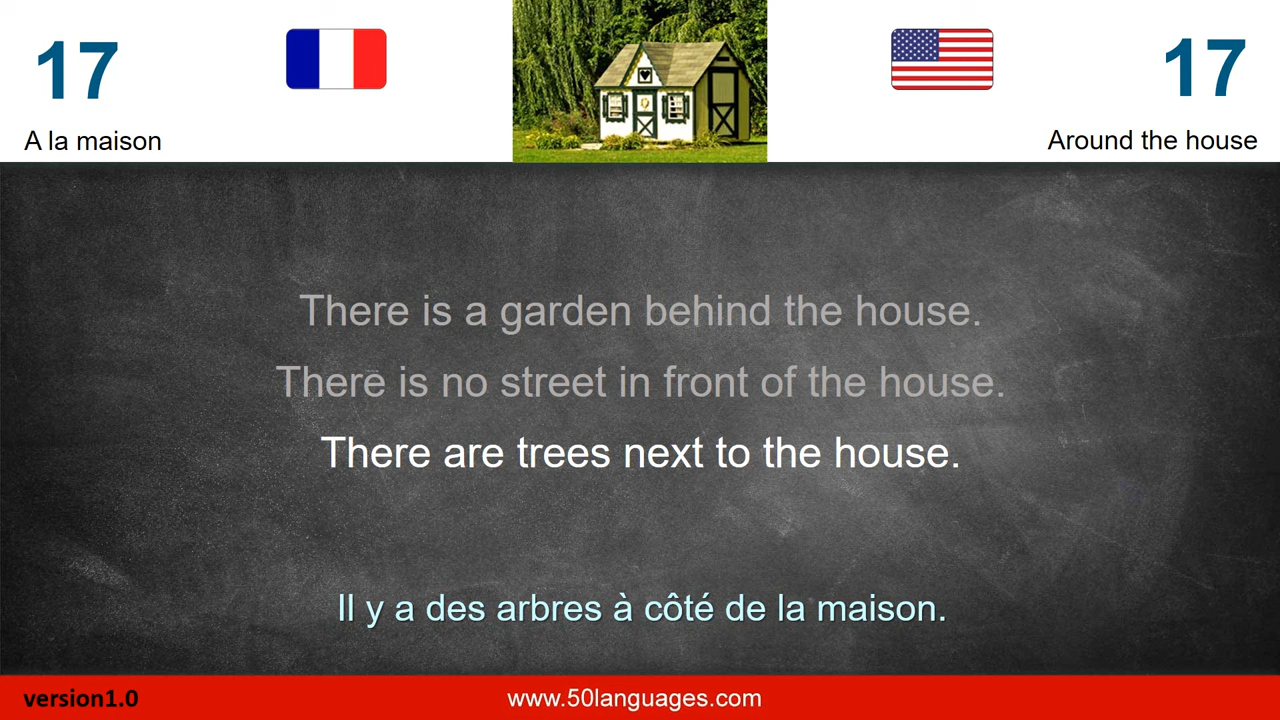 17
17
A la maison
Around the house
There is a garden behind the house.
There is no street in front of the house.
There are trees next to the house.
Il y a des arbres à côté de la maison.
version1.0
www.50languages.com